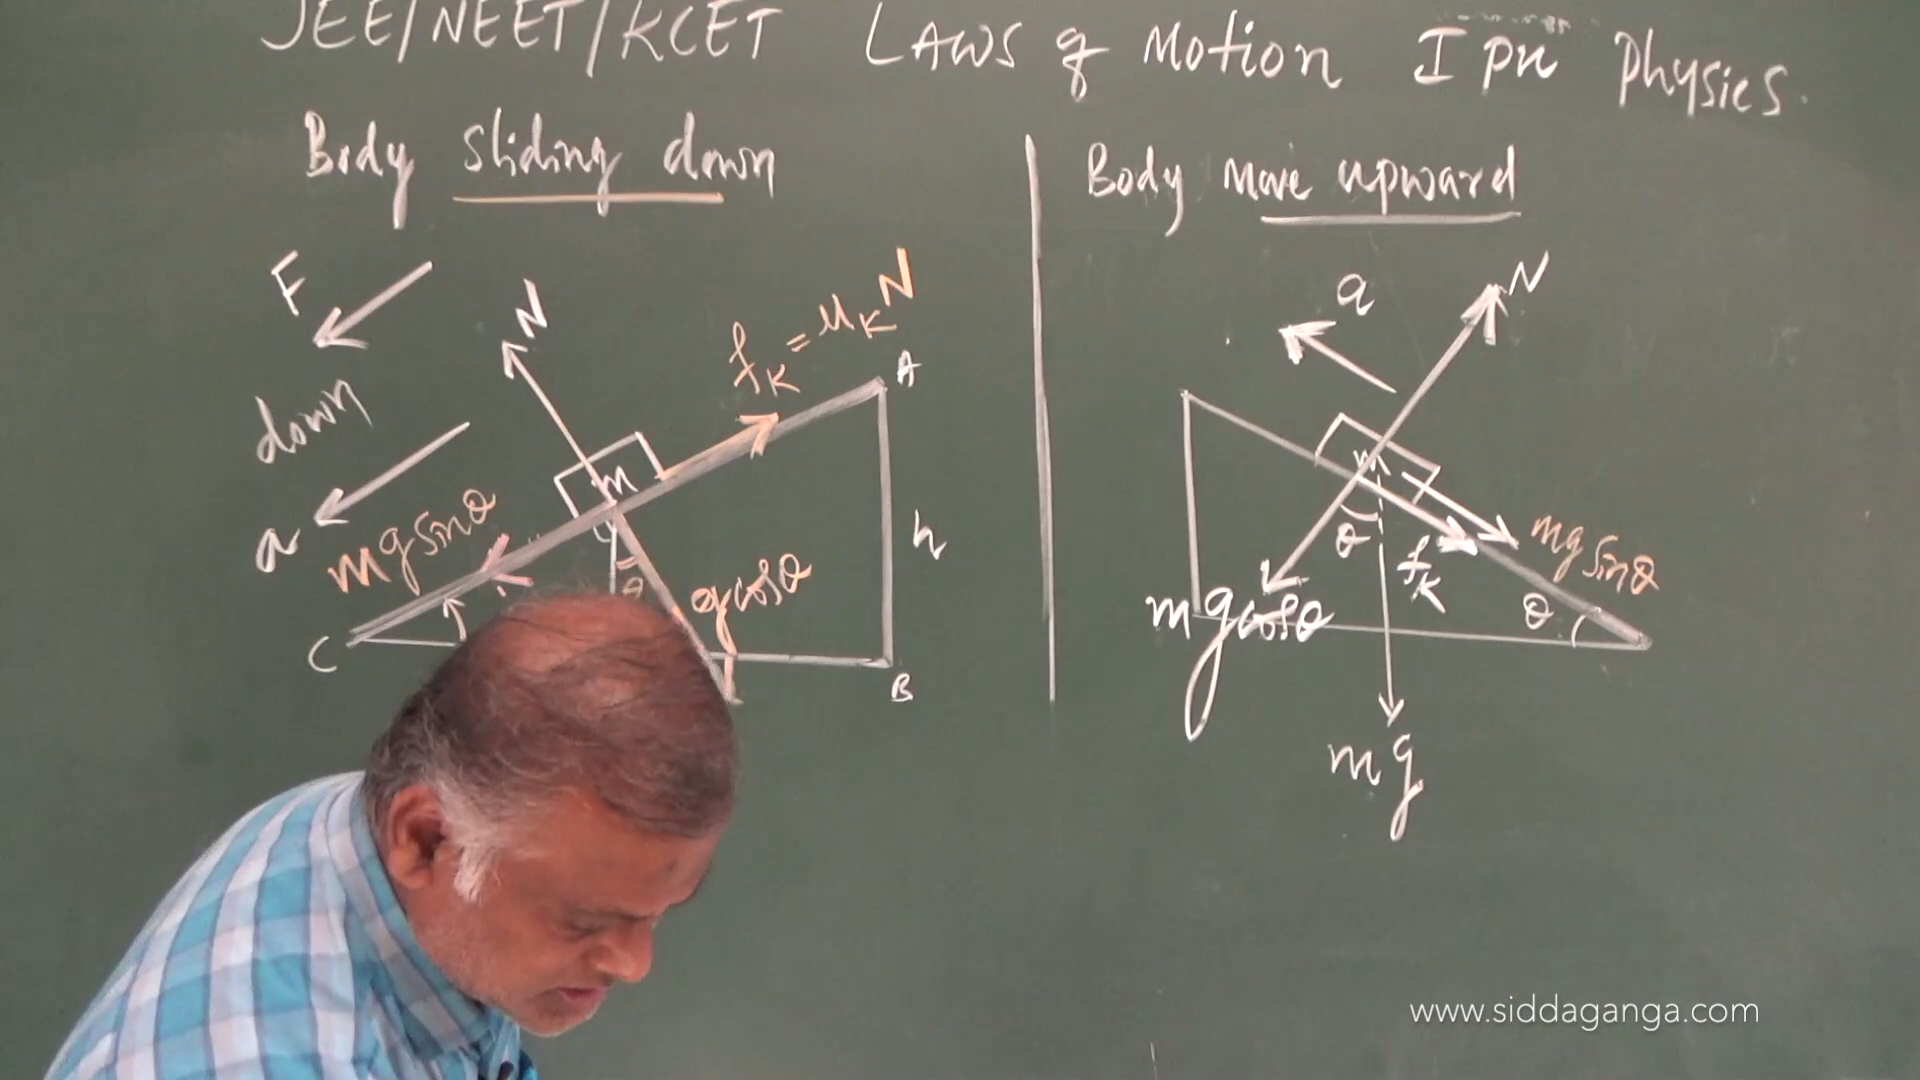 JEE/NEET/KCET LAWS of Motion I PU Physics.
Body sliding down
F
N
fK = μK N
A
down
m
h
a
mg sinθ
θ
g cosθ
C
B
Body Move upward
a
N
m
θ
fK
mg sinθ
θ
mg cosθ
mg
www.siddaganga.com